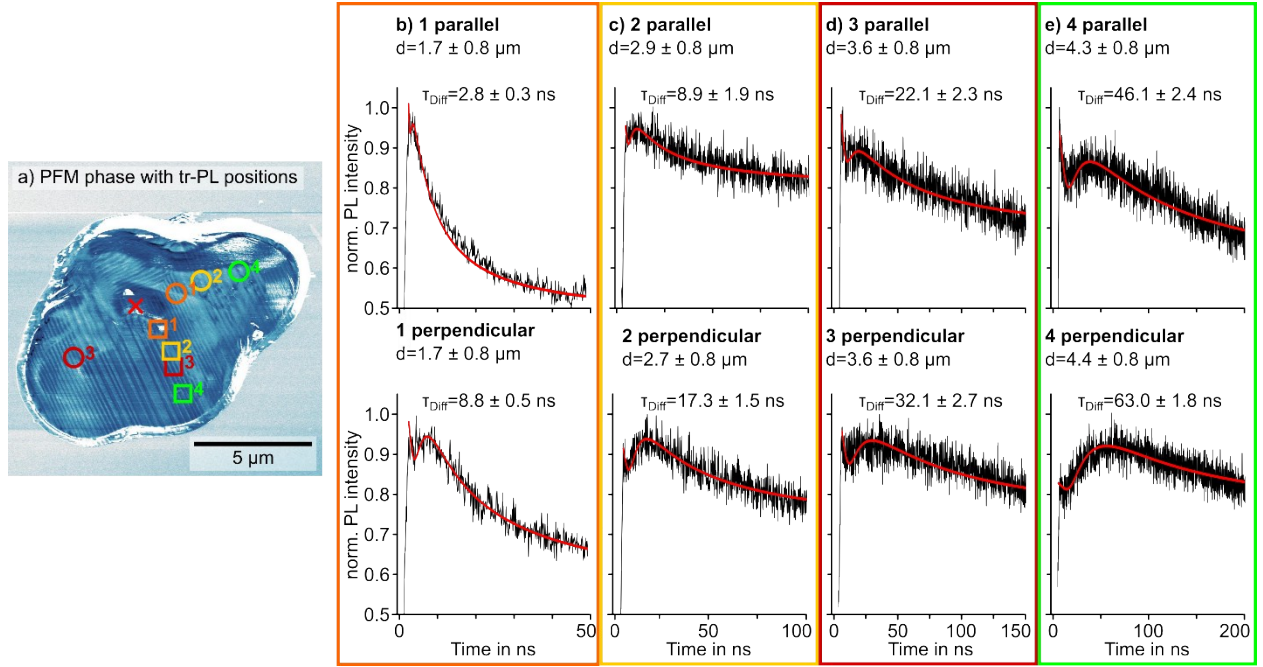 a) PFM phase with tr-PL positions
1
2
4
3
1
2
3
4
5 µm
b) 1 parallel
d=1.7 ± 0.8 µm
τDiff=2.8 ± 0.3 ns
norm. PL intensity
1.0
0.9
0.8
0.7
0.6
0.5
c) 2 parallel
d=2.9 ± 0.8 µm
τDiff=8.9 ± 1.9 ns
d) 3 parallel
d=3.6 ± 0.8 µm
τDiff=22.1 ± 2.3 ns
e) 4 parallel
d=4.3 ± 0.8 µm
τDiff=46.1 ± 2.4 ns
1 perpendicular
d=1.7 ± 0.8 µm
τDiff=8.8 ± 0.5 ns
norm. PL intensity
1.0
0.9
0.8
0.7
0.6
0.5
0 50
Time in ns
2 perpendicular
d=2.7 ± 0.8 µm
τDiff=17.3 ± 1.5 ns
0 50 100
Time in ns
3 perpendicular
d=3.6 ± 0.8 µm
τDiff=32.1 ± 2.7 ns
0 50 100 150
Time in ns
4 perpendicular
d=4.4 ± 0.8 µm
τDiff=63.0 ± 1.8 ns
0 100 200
Time in ns